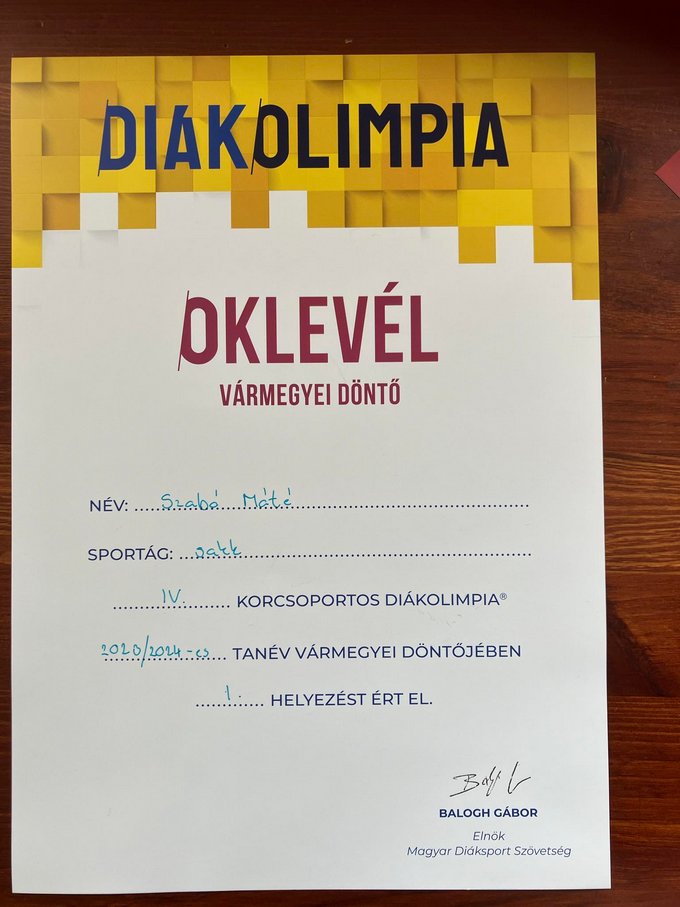 DIÁKOLIMPIA
OKLEVÉL
VÁRMEGYEI DÖNTŐ
NÉV: Szabó Máté
SPORTÁG: sakk
IV. KORCSOPORTOS DIÁKOLIMPIA®
2023/2024-es TANÉV VÁRMEGYEI DÖNTŐJÉBEN
1. HELYEZÉST ÉRT EL.
BALOGH GÁBOR
Elnök
Magyar Diáksport Szövetség